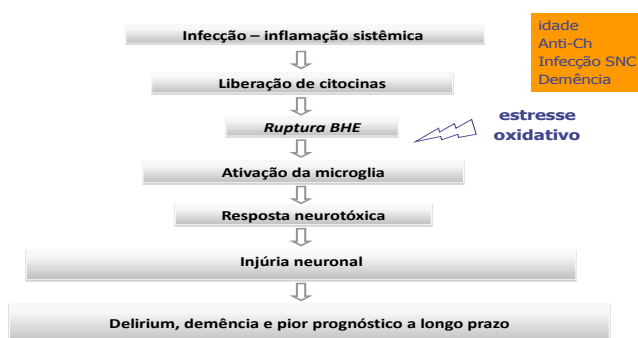 Infecção – inflamação sistêmica
idade
Anti-Ch
Infecção SNC
Demência
Liberação de citocinas
Ruptura BHE
estresse
oxidativo
Ativação da microglia
Resposta neurotóxica
Injúria neuronal
Delirium, demência e pior prognóstico a longo prazo